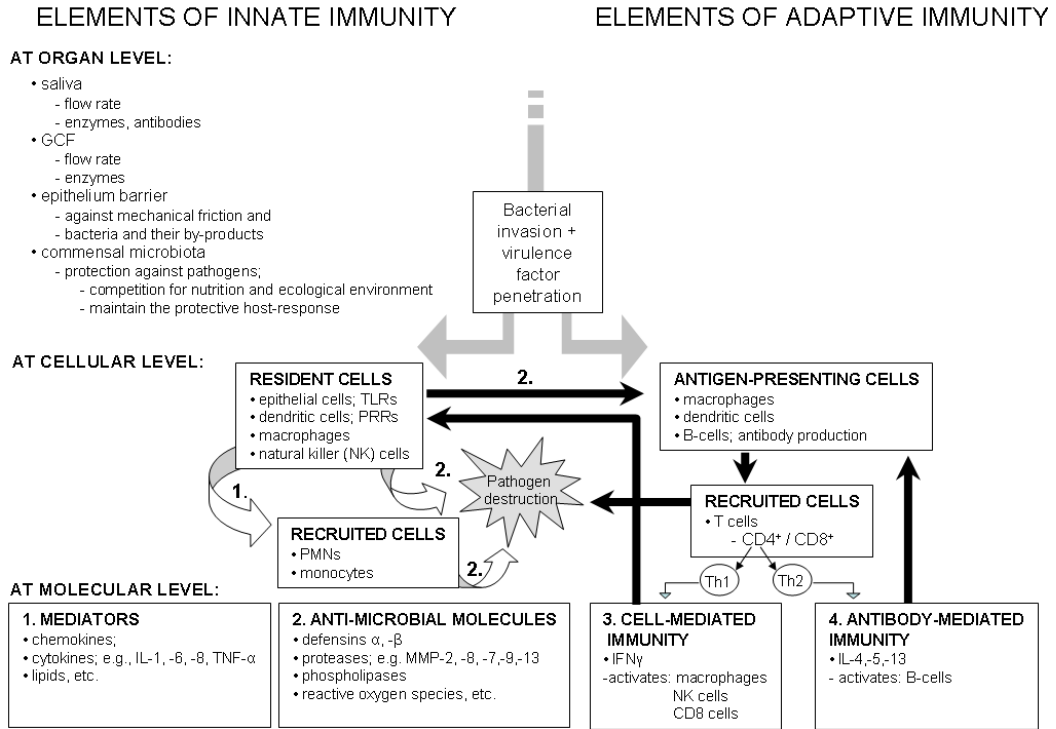 ELEMENTS OF INNATE IMMUNITY
ELEMENTS OF ADAPTIVE IMMUNITY
AT ORGAN LEVEL:
• saliva
- flow rate
- enzymes, antibodies
• GCF
- flow rate
- enzymes
• epithelium barrier
- against mechanical friction and
- bacteria and their by-products
• commensal microbiota
- protection against pathogens;
- competition for nutrition and ecological environment
- maintain the protective host-response
Bacterial
invasion +
virulence
factor
penetration
AT CELLULAR LEVEL:
RESIDENT CELLS
• epithelial cells; TLRs
• dendritic cells; PRRs
• macrophages
• natural killer (NK) cells
2.
ANTIGEN-PRESENTING CELLS
• macrophages
• dendritic cells
• B-cells; antibody production
1.
2.
Pathogen
destruction
RECRUITED CELLS
• PMNs
• monocytes
2.
RECRUITED CELLS
• T cells
- CD4⁺ / CD8⁺
Th1
Th2
AT MOLECULAR LEVEL:
1. MEDIATORS
• chemokines;
• cytokines; e.g., IL-1, -6, -8, TNF-α
• lipids, etc.
2. ANTI-MICROBIAL MOLECULES
• defensins α, -β
• proteases; e.g. MMP-2, -8, -7,-9,-13
• phospholipases
• reactive oxygen species, etc.
3. CELL-MEDIATED
IMMUNITY
• IFNγ
-activates: macrophages
NK cells
CD8 cells
4. ANTIBODY-MEDIATED
IMMUNITY
• IL-4,-5,-13
- activates: B-cells